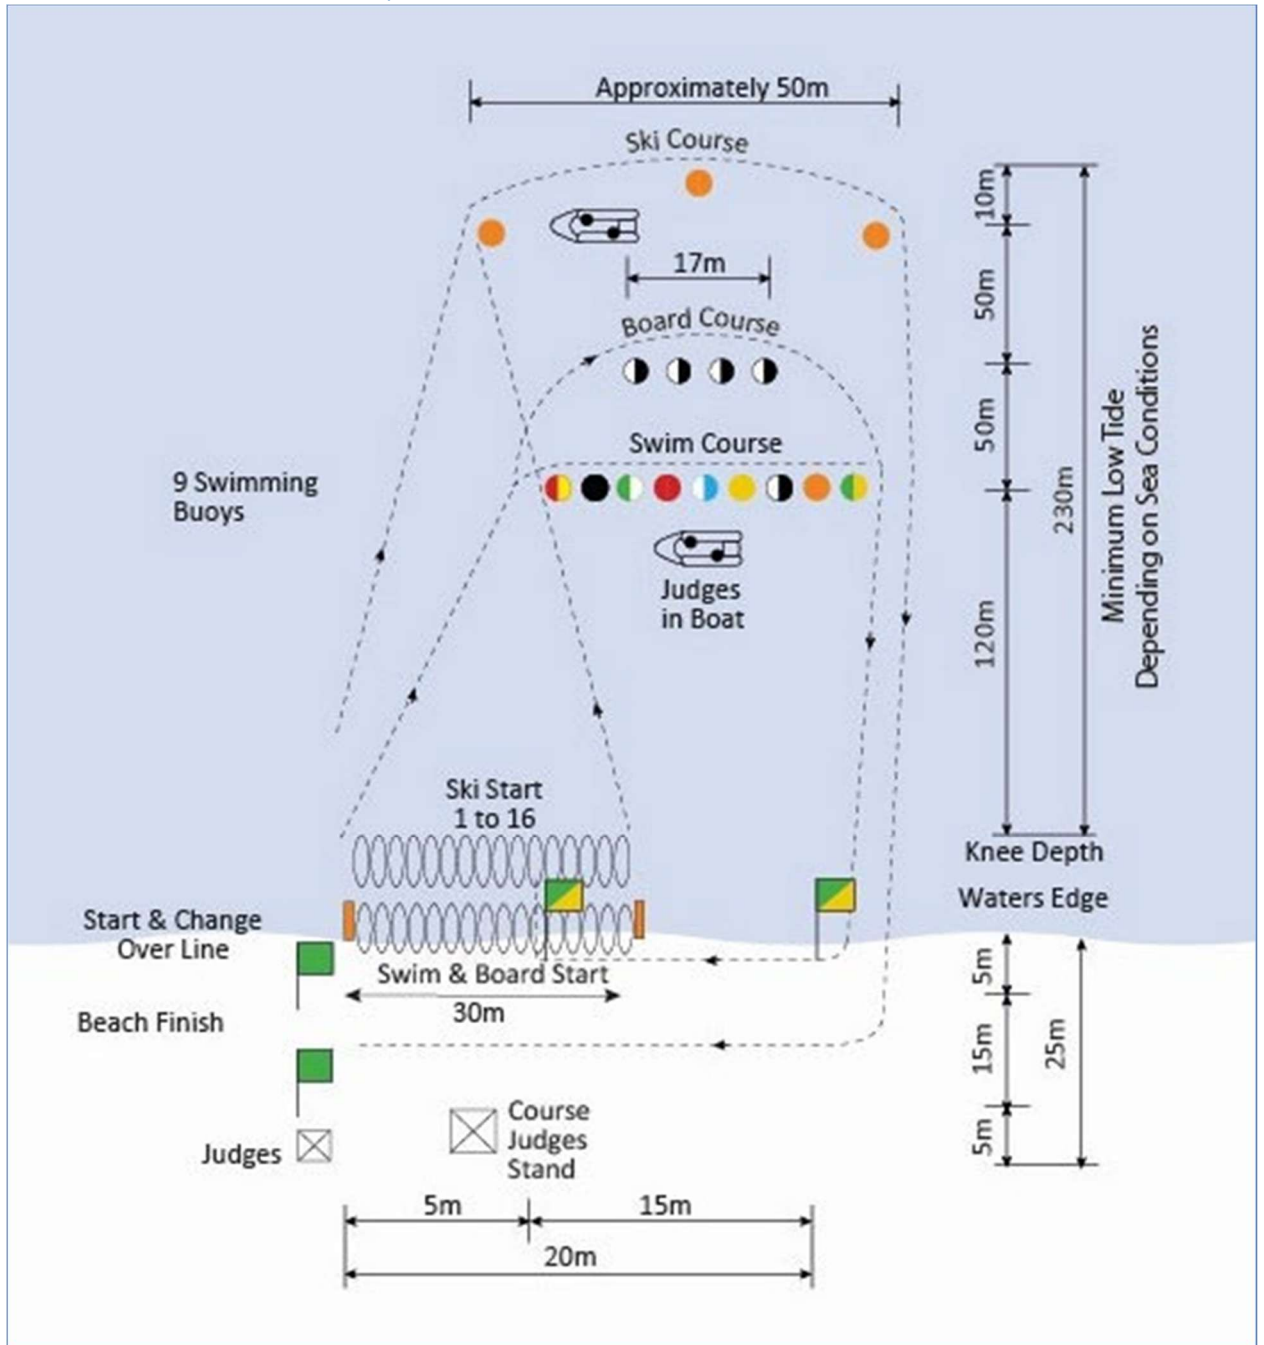 Approximately 50m
Ski Course
10m
17m
50m
Board Course
50m
Swim Course
9 Swimming
Buoys
230m
Minimum Low Tide
Depending on Sea Conditions
Judges
in Boat
120m
Ski Start
1 to 16
Knee Depth
Waters Edge
Start & Change
Over Line
Swim & Board Start
30m
5m
Beach Finish
15m
25m
Course
Judges
Stand
Judges
5m
5m
15m
20m